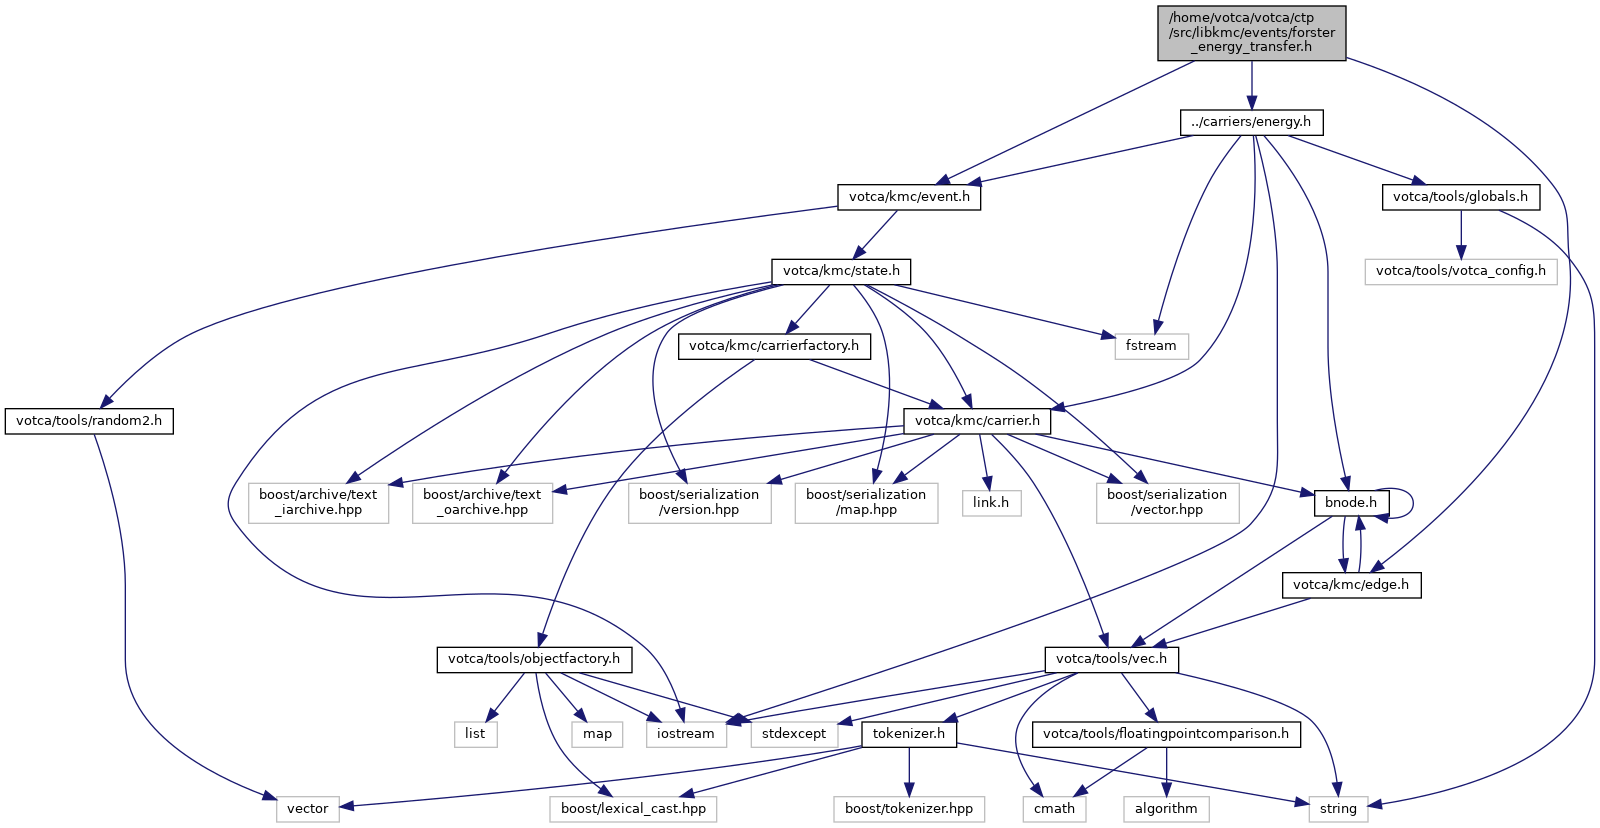 /home/votca/votca/ctp
/src/libkmc/events/forster
_energy_transfer.h
../carriers/energy.h
votca/kmc/event.h
votca/tools/globals.h
votca/kmc/state.h
votca/tools/votca_config.h
votca/kmc/carrierfactory.h
fstream
votca/tools/random2.h
votca/kmc/carrier.h
boost/archive/text
_iarchive.hpp
boost/archive/text
_oarchive.hpp
boost/serialization
/version.hpp
boost/serialization
/map.hpp
link.h
boost/serialization
/vector.hpp
bnode.h
votca/kmc/edge.h
votca/tools/objectfactory.h
votca/tools/vec.h
list
map
iostream
stdexcept
tokenizer.h
votca/tools/floatingpointcomparison.h
vector
boost/lexical_cast.hpp
boost/tokenizer.hpp
cmath
algorithm
string